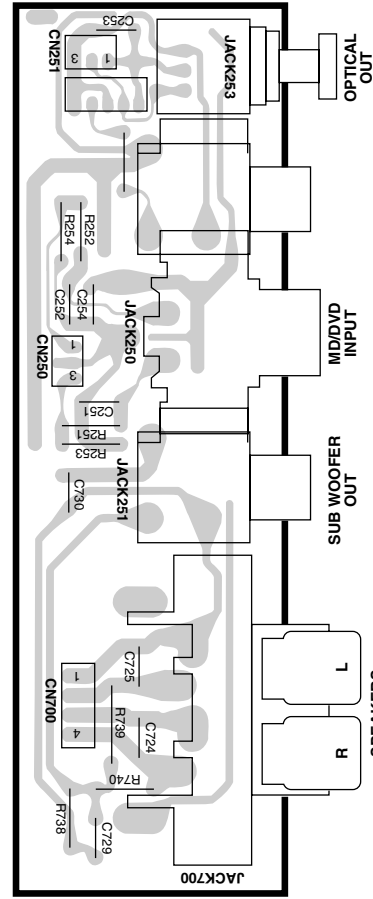 C253
CN251
3
1
JACK253
OPTICAL
OUT
R254
R252
C252
C254
CN250
1
3
JACK250
MD/DVD
INPUT
C251
R251
R253
C730
JACK251
SUB WOOFER
OUT
CN700
1
4
C725
R739
C724
R740
R738
C729
JACK700
L
R